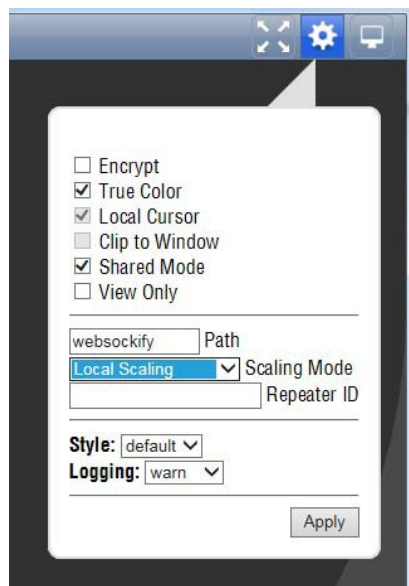 Encrypt
True Color
Local Cursor
Clip to Window
Shared Mode
View Only
websockify Path
Local Scaling Scaling Mode
Repeater ID
Style: default
Logging: warn
Apply